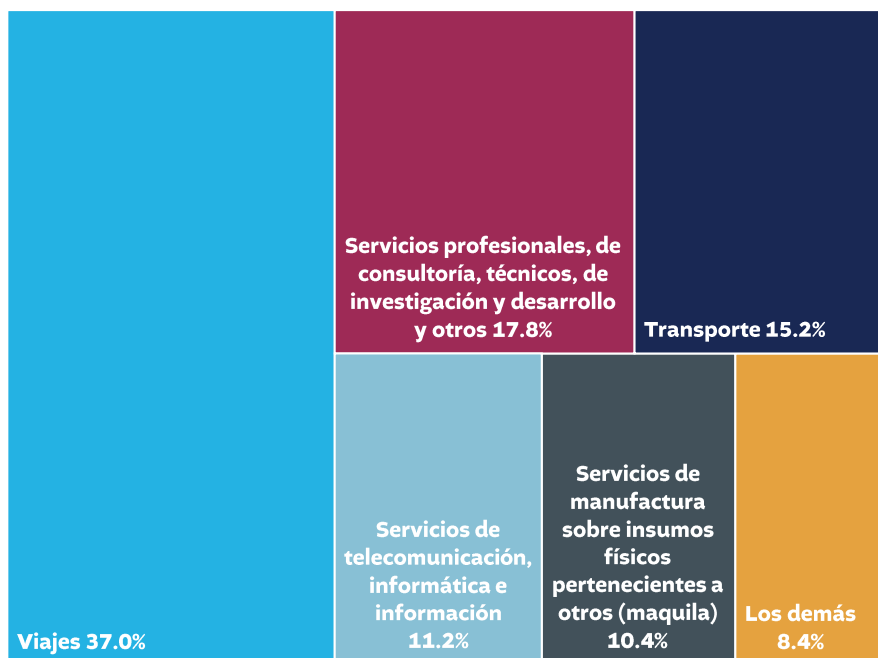 Viajes 37.0%
Servicios profesionales, de
consultoría, técnicos, de
investigación y desarrollo
y otros 17.8%
Transporte 15.2%
Servicios de
telecomunicación,
informática e
información
11.2%
Servicios de
manufactura
sobre insumos
físicos
pertenecientes a
otros (maquila)
10.4%
Los demás
8.4%